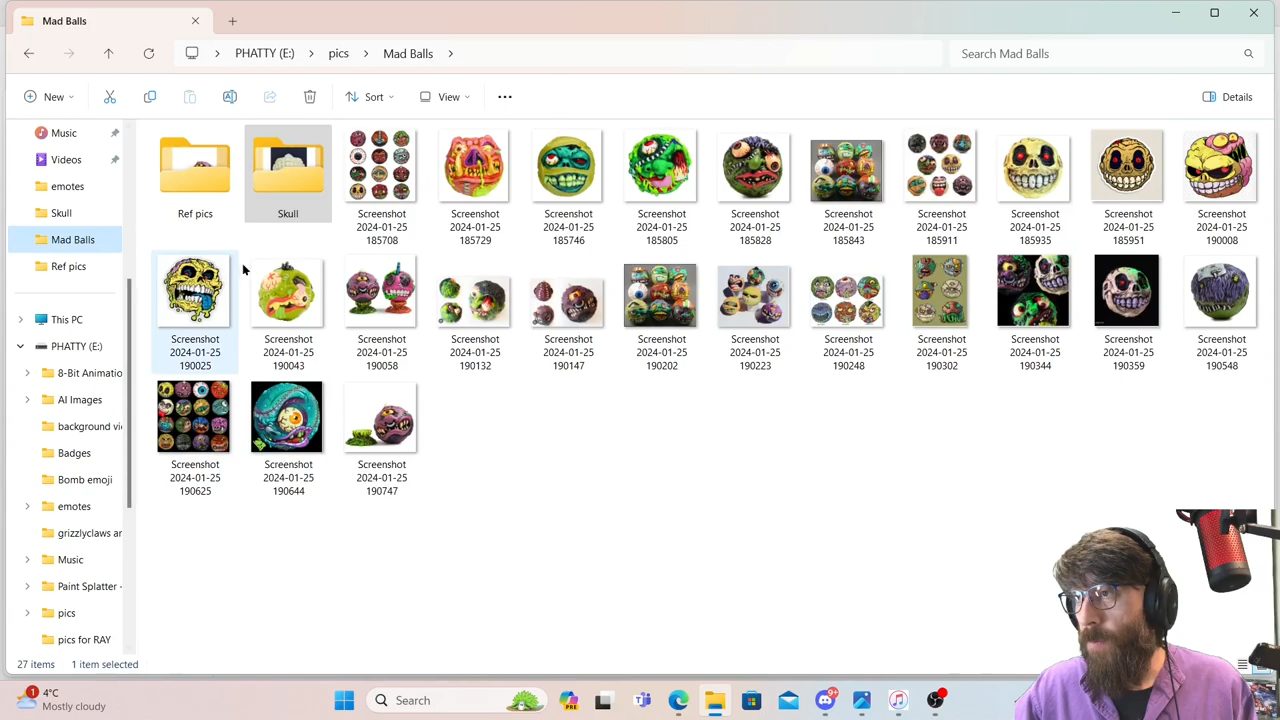 Mad Balls
PHATTY (E:)
pics
Mad Balls
Search Mad Balls
New
Sort
View
Details
Music
Videos
emotes
Skull
Mad Balls
Ref pics
This PC
PHATTY (E:)
8-Bit Animatio
AI Images
background vi
Badges
Bomb emoji
emotes
grizzlyclaws ar
Music
Paint Splatter -
pics
pics for RAY
Ref pics
Skull
Screenshot
2024-01-25
185708
Screenshot
2024-01-25
185729
Screenshot
2024-01-25
185746
Screenshot
2024-01-25
185805
Screenshot
2024-01-25
185828
Screenshot
2024-01-25
185843
Screenshot
2024-01-25
185911
Screenshot
2024-01-25
185935
Screenshot
2024-01-25
185951
Screenshot
2024-01-25
190008
Screenshot
2024-01-25
190025
Screenshot
2024-01-25
190043
Screenshot
2024-01-25
190058
Screenshot
2024-01-25
190132
Screenshot
2024-01-25
190147
Screenshot
2024-01-25
190202
Screenshot
2024-01-25
190223
Screenshot
2024-01-25
190248
Screenshot
2024-01-25
190302
Screenshot
2024-01-25
190344
Screenshot
2024-01-25
190359
Screenshot
2024-01-25
190548
Screenshot
2024-01-25
190625
Screenshot
2024-01-25
190644
Screenshot
2024-01-25
190747
27 items
1 item selected
1
4°C
Mostly cloudy
Search
PRE
9+